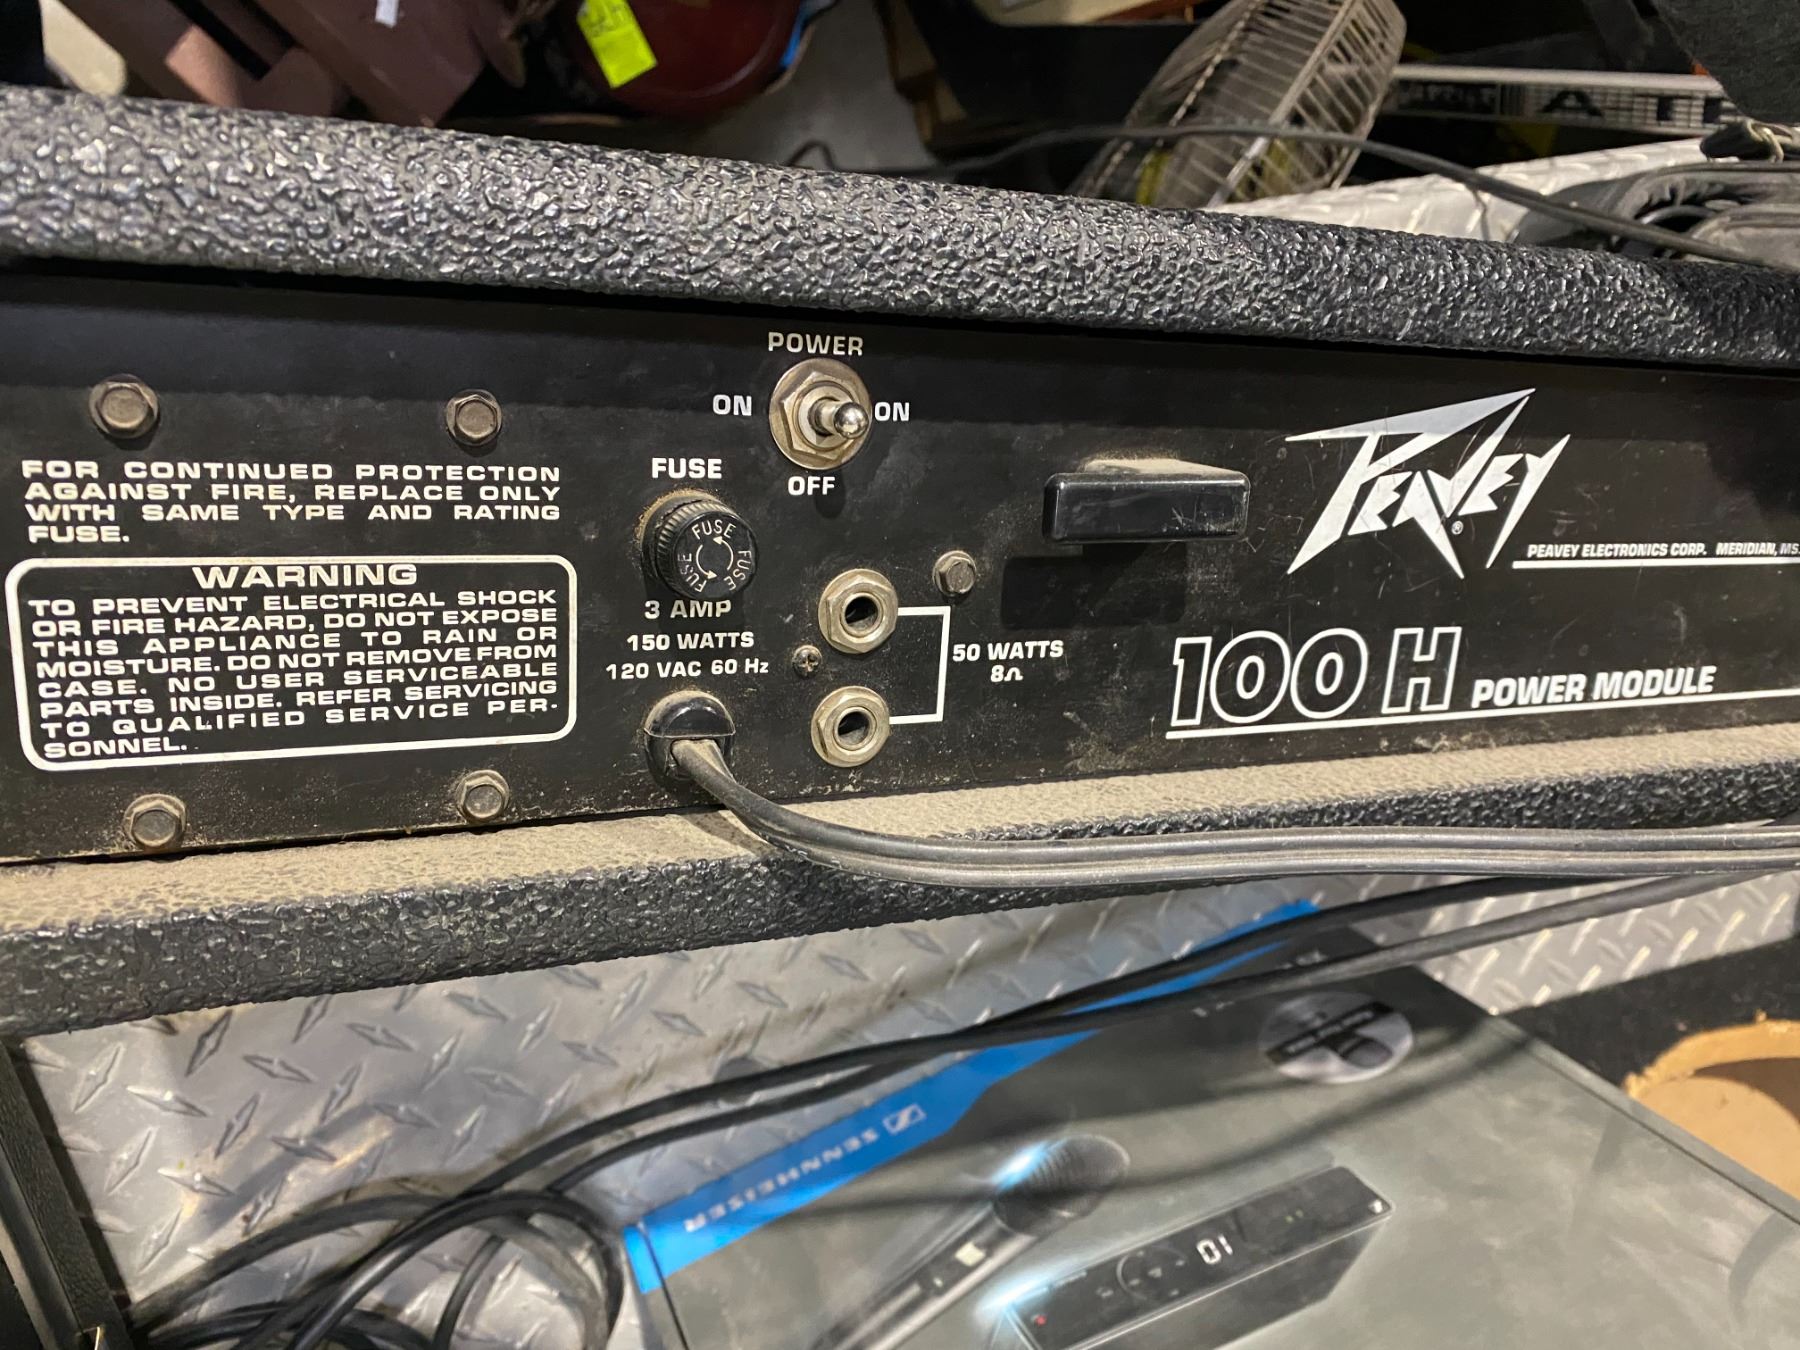 POWER
ON
ON
OFF
FOR CONTINUED PROTECTION
AGAINST FIRE, REPLACE ONLY
WITH SAME TYPE AND RATING
FUSE.
WARNING
TO PREVENT ELECTRICAL SHOCK
OR FIRE HAZARD, DO NOT EXPOSE
THIS APPLIANCE TO RAIN OR
MOISTURE. DO NOT REMOVE FROM
CASE. NO USER SERVICEABLE
PARTS INSIDE. REFER SERVICING
TO QUALIFIED SERVICE PER-
SONNEL.
FUSE
FUSE FUSE FUSE
3 AMP
150 WATTS
120 VAC 60 Hz
50 WATTS
8Ω
PEAVEY®
PEAVEY ELECTRONICS CORP. MERIDIAN, MS.
100 H POWER MODULE
SENNHEISER
01